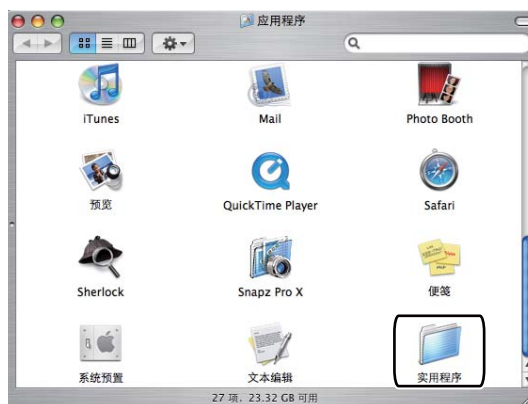 应用程序
iTunes
Mail
Photo Booth
预览
QuickTime Player
Safari
Sherlock
Snapz Pro X
便笺
系统预置
文本编辑
实用程序
27 项，23.32 GB 可用